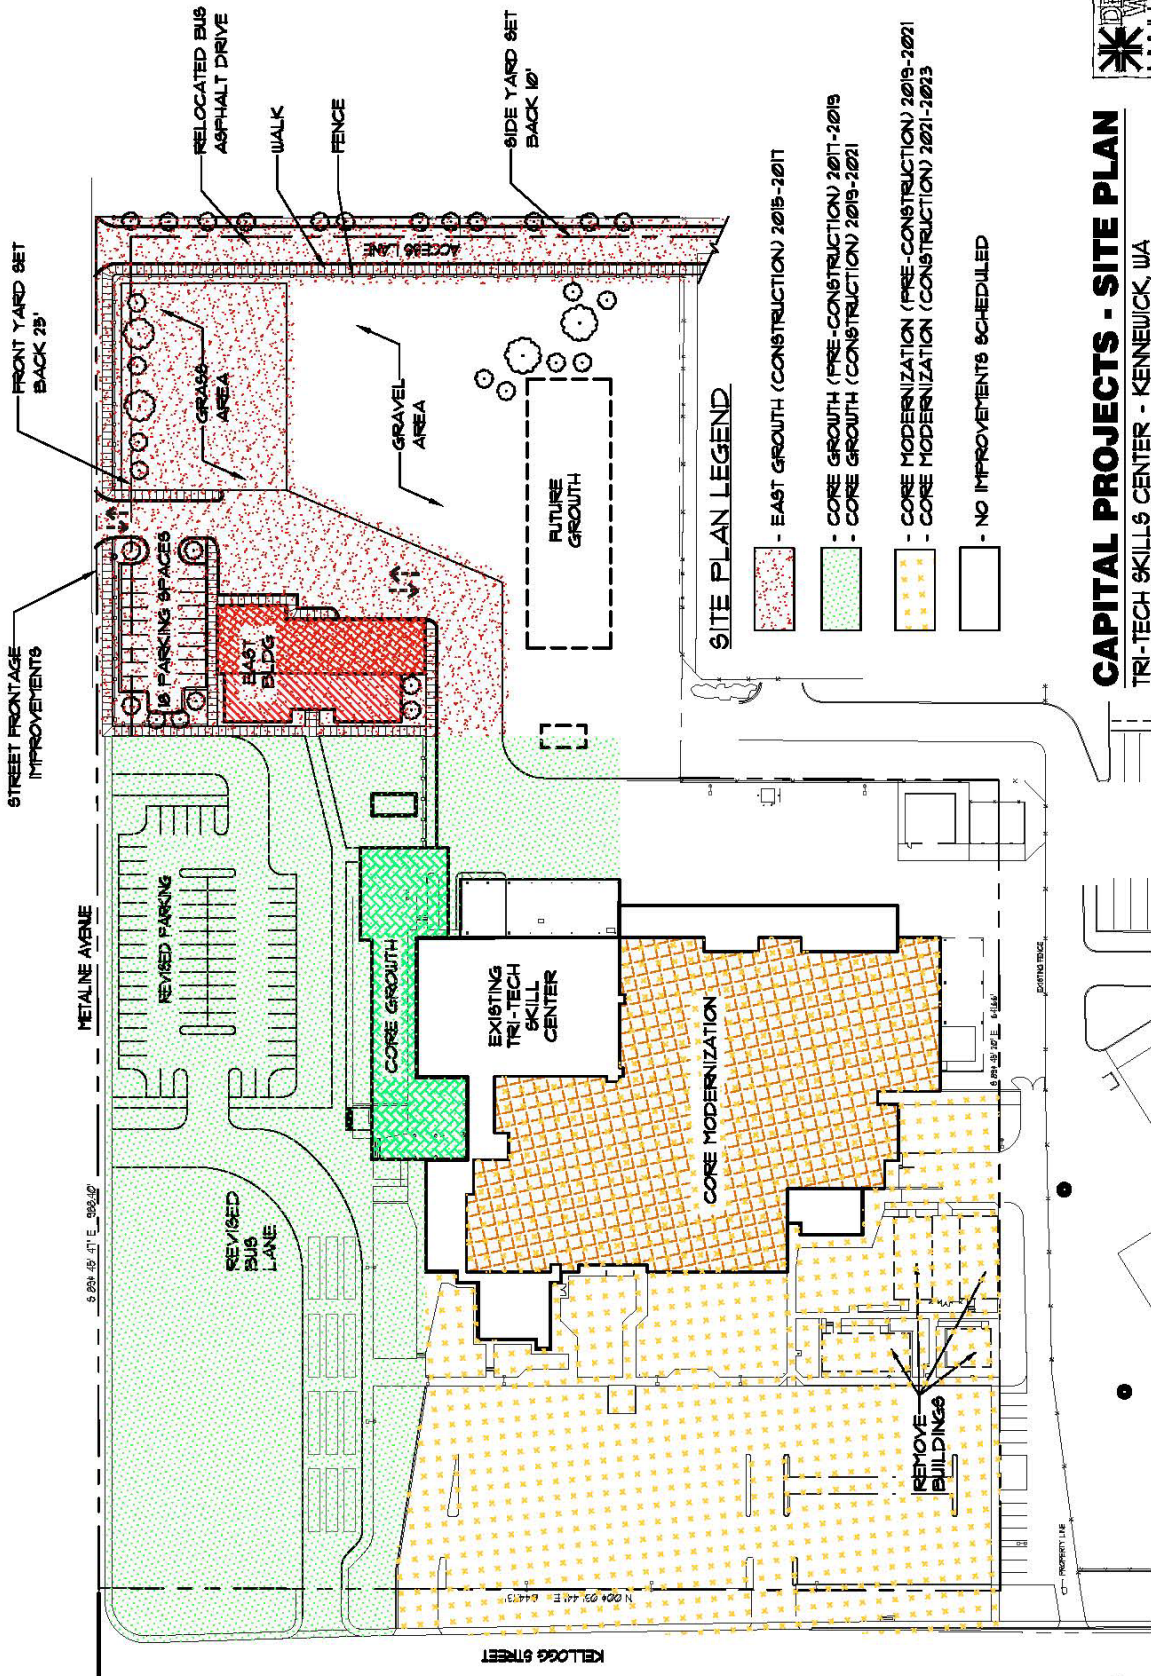 STREET FRONTAGE
IMPROVEMENTS
FRONT YARD SET
BACK 25'
RELOCATED BUS
ASPHALT DRIVE
WALK
FENCE
SIDE YARD SET
BACK 10'
METALINE AVENUE
REVISED PARKING
18 PARKING SPACES
GRASS
AREA
ACCESS LANE
EAST
BLDG
GRAVEL
AREA
REVISED
BUS
LANE
CORE GROWTH
EXISTING
TRI-TECH
SKILL
CENTER
FUTURE
GROWTH
CORE MODERNIZATION
REMOVE
BUILDINGS
KELLOGG STREET
EXISTING FENCE
PROPERTY LINE
SITE PLAN LEGEND
- EAST GROWTH (CONSTRUCTION) 2015-2017
- CORE GROWTH (PRE-CONSTRUCTION) 2017-2019
- CORE GROWTH (CONSTRUCTION) 2019-2021
- CORE MODERNIZATION (PRE-CONSTRUCTION) 2019-2021
- CORE MODERNIZATION (CONSTRUCTION) 2021-2023
- NO IMPROVEMENTS SCHEDULED
CAPITAL PROJECTS - SITE PLAN
TRI-TECH SKILLS CENTER - KENNEWICK, WA